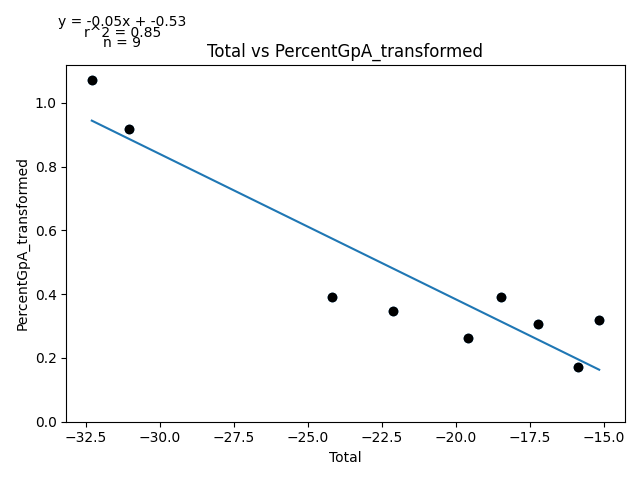 y = -0.05x + -0.53
r^2 = 0.85
n = 9
Total vs PercentGpA_transformed
PercentGpA_transformed
1.0
0.8
0.6
0.4
0.2
0.0
−32.5 −30.0 −27.5 −25.0 −22.5 −20.0 −17.5 −15.0
Total